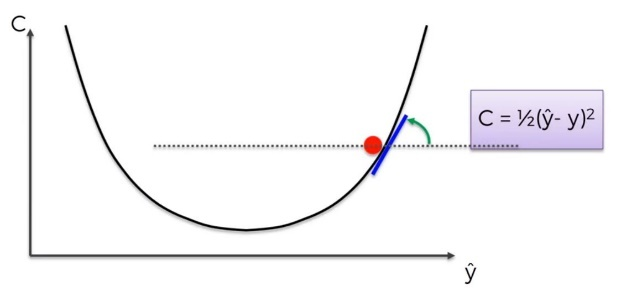 C
C = ½(ŷ- y)²
ŷ